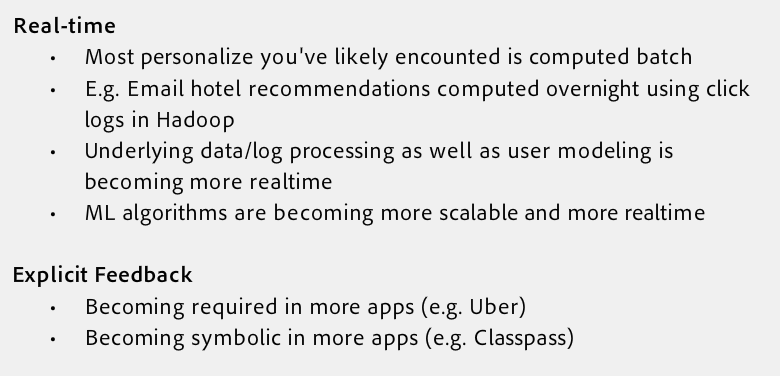 Real-time
• Most personalize you've likely encounted is computed batch
• E.g. Email hotel recommendations computed overnight using click
logs in Hadoop
• Underlying data/log processing as well as user modeling is
becoming more realtime
• ML algorithms are becoming more scalable and more realtime
Explicit Feedback
• Becoming required in more apps (e.g. Uber)
• Becoming symbolic in more apps (e.g. Classpass)